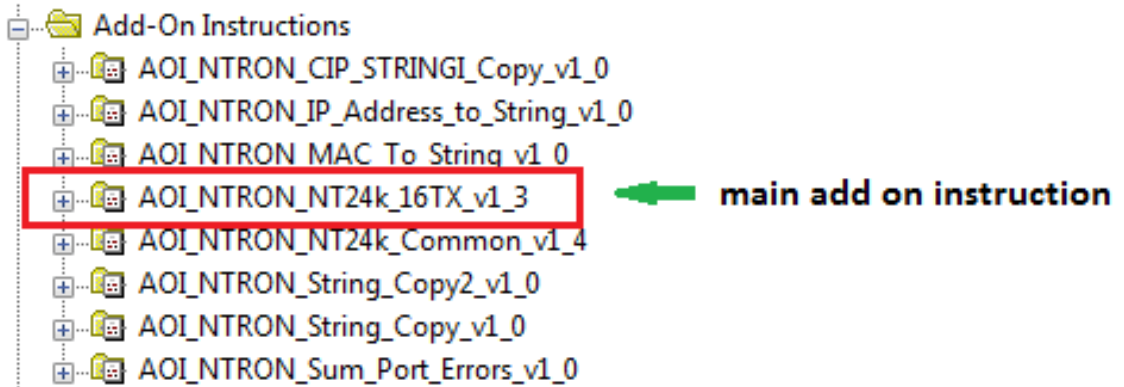 Add-On Instructions
AOI_NTRON_CIP_STRINGI_Copy_v1_0
AOI_NTRON_IP_Address_to_String_v1_0
AOI_NTRON_MAC_To_String_v1_0
AOI_NTRON_NT24k_16TX_v1_3 main add on instruction
AOI_NTRON_NT24k_Common_v1_4
AOI_NTRON_String_Copy2_v1_0
AOI_NTRON_String_Copy_v1_0
AOI_NTRON_Sum_Port_Errors_v1_0